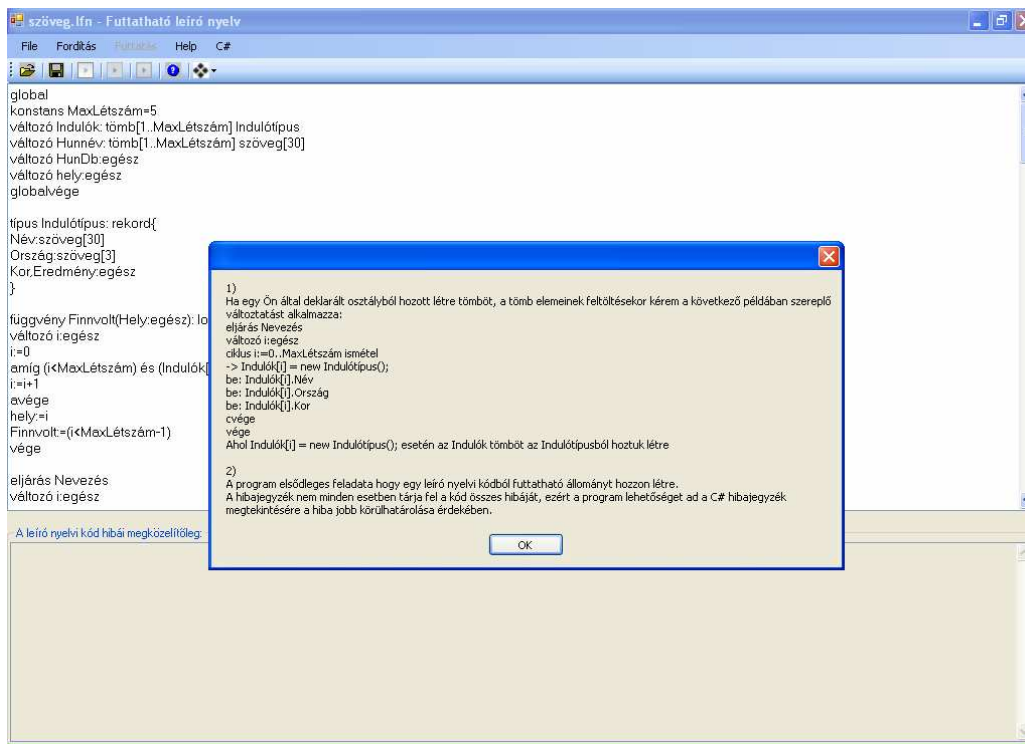 szöveg.lfn - Futtatható leíró nyelv
File Fordítás Futtatás Help C#
global
konstans MaxLétszám=5
változó Indulók: tömb[1..MaxLétszám] Indulótípus
változó Hunnév: tömb[1..MaxLétszám] szöveg[30]
változó HunDb:egész
változó hely:egész
globalvége
típus Indulótípus: rekord{
Név:szöveg[30]
Ország:szöveg[3]
Kor,Eredmény:egész
}
függvény Finnvolt(Hely:egész): lo
változó i:egész
i:=0
amíg (i<MaxLétszám) és (Indulók[
i:=i+1
avége
hely:=i
Finnvolt:=(i<MaxLétszám-1)
vége
eljárás Nevezés
változó i:egész
1)
Ha egy Ön által deklarált osztályból hozott létre tömböt, a tömb elemeinek feltöltésekor kérem a következő példában szereplő
változtatást alkalmazza:
eljárás Nevezés
változó i:egész
ciklus i:=0..MaxLétszám ismétel
-> Indulók[i] = new Indulótípus();
be: Indulók[i].Név
be: Indulók[i].Ország
be: Indulók[i].Kor
cvége
vége
Ahol Indulók[i] = new Indulótípus(); esetén az Indulók tömböt az Indulótípusból hoztuk létre
2)
A program elsődleges feladata hogy egy leíró nyelvi kódból futtatható állományt hozzon létre.
A hibajegyzék nem minden esetben tárja fel a kód összes hibáját, ezért a program lehetőséget ad a C# hibajegyzék
megtekintésére a hiba jobb körülhatárolása érdekében.
OK
A leíró nyelvi kód hibái megközelítőleg: